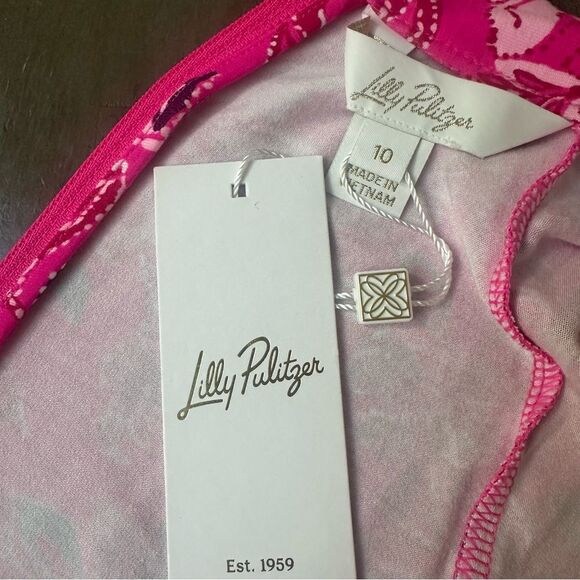 Lilly Pulitzer
10
MADE IN
VIETNAM
Lilly Pulitzer
Est. 1959